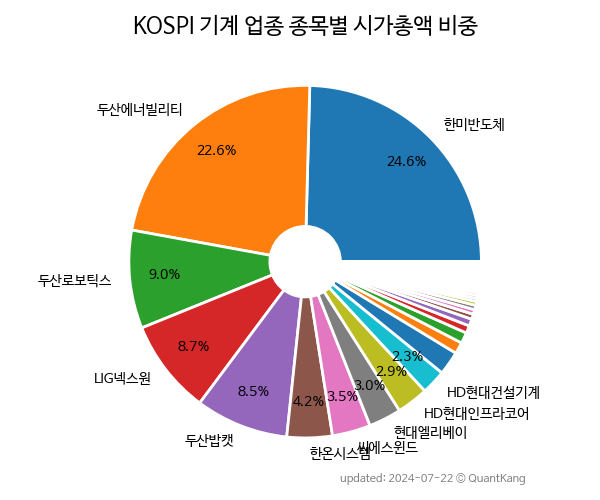 KOSPI 기계 업종 종목별 시가총액 비중
한미반도체
24.6%
두산에너빌리티
22.6%
두산로보틱스
9.0%
LIG넥스원
8.7%
두산밥캣
8.5%
한온시스템
4.2%
씨에스윈드
3.5%
현대엘리베이
3.0%
HD현대인프라코어
2.9%
HD현대건설기계
2.3%
updated: 2024-07-22 © QuantKang